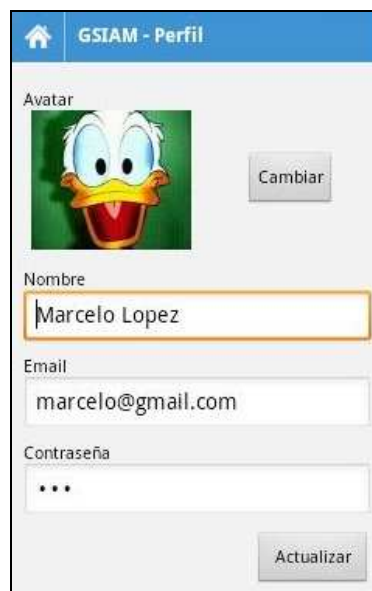 GSIAM - Perfil
Avatar
Cambiar
Nombre
Marcelo Lopez
Email
marcelo@gmail.com
Contraseña
•••
Actualizar